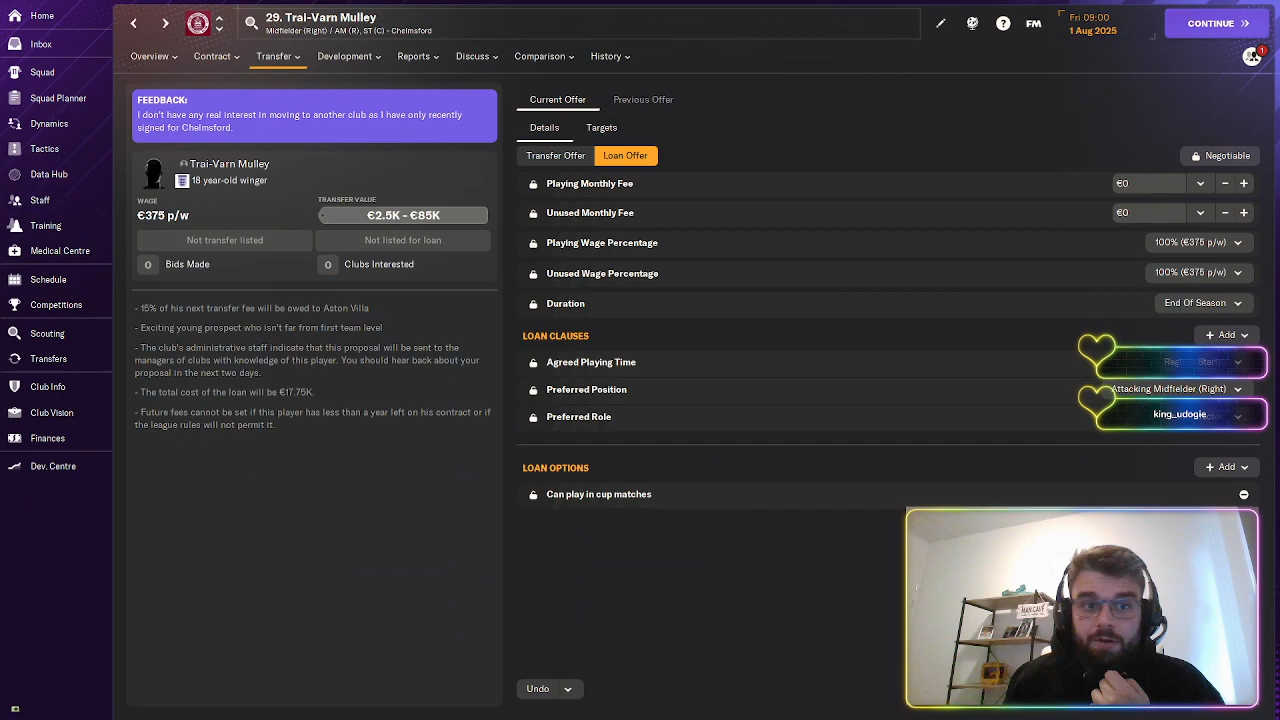 29. Trai-Varn Mulley
Midfielder (Right) / AM (R), ST (C) - Chelmsford
FM
Fri 09:00
1 Aug 2025
CONTINUE
Home
Inbox
Squad
Squad Planner
Dynamics
Tactics
Data Hub
Staff
Training
Medical Centre
Schedule
Competitions
Scouting
Transfers
Club Info
Club Vision
Finances
Dev. Centre
Overview
Contract
Transfer
Development
Reports
Discuss
Comparison
History
1
FEEDBACK:
I don't have any real interest in moving to another club as I have only recently
signed for Chelmsford.
Trai-Varn Mulley
18 year-old winger
WAGE
€375 p/w
TRANSFER VALUE
€2.5K - €85K
Not transfer listed
Not listed for loan
0 Bids Made
0 Clubs Interested
- 15% of his next transfer fee will be owed to Aston Villa
- Exciting young prospect who isn't far from first team level
- The club's administrative staff indicate that this proposal will be sent to the
managers of clubs with knowledge of this player. You should hear back about your
proposal in the next two days.
- The total cost of the loan will be €17.75K.
- Future fees cannot be set if this player has less than a year left on his contract or if
the league rules will not permit it.
Current Offer
Previous Offer
Details
Targets
Transfer Offer
Loan Offer
Negotiable
Playing Monthly Fee
€0
Unused Monthly Fee
€0
Playing Wage Percentage
100% (€375 p/w)
Unused Wage Percentage
100% (€375 p/w)
Duration
End Of Season
LOAN CLAUSES
+ Add
Agreed Playing Time
Regular Start
Preferred Position
Attacking Midfielder (Right)
Preferred Role
king_udogie
LOAN OPTIONS
+ Add
Can play in cup matches
MAN CAVE
Undo